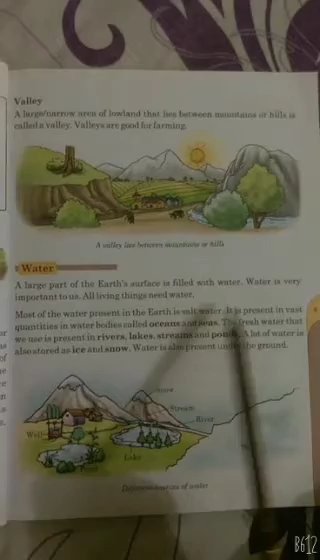 Valley
A large/narrow area of lowland that lies between mountains or hills is
called a valley. Valleys are good for farming.
A valley lies between mountains or hills
Water
A large part of the Earth's surface is filled with water. Water is very
important to us. All living things need water.
Most of the water present in the Earth is salt water. It is present in vast
quantities in water bodies called oceans and seas. The fresh water that
we use is present in rivers, lakes, streams and ponds. A lot of water is
also stored as ice and snow. Water is also present under the ground.
Snow
Stream
River
Well
Lake
Different sources of water
B612